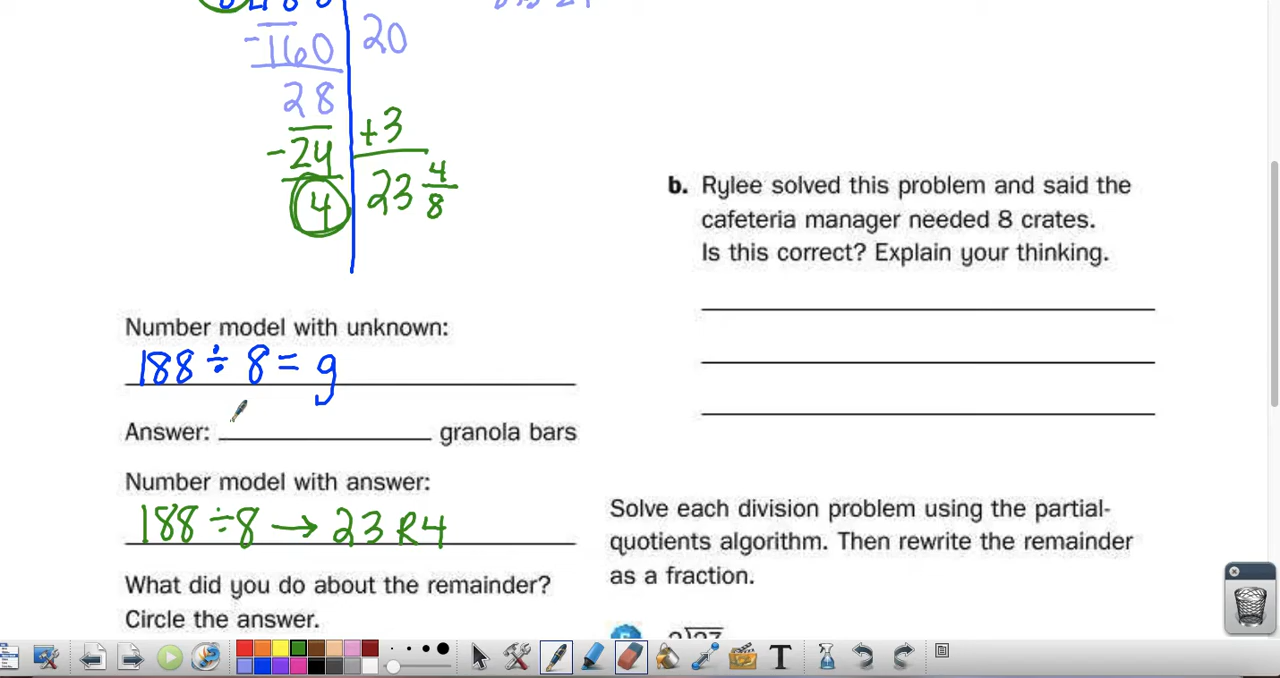 -160
20
28
-24
+3
4
23 4/8
b. Rylee solved this problem and said the
cafeteria manager needed 8 crates.
Is this correct? Explain your thinking.
Number model with unknown:
188 ÷ 8 = g
Answer: ____________ granola bars
Number model with answer:
188 ÷ 8 → 23 R4
What did you do about the remainder?
Circle the answer.
Solve each division problem using the partial-
quotients algorithm. Then rewrite the remainder
as a fraction.
T